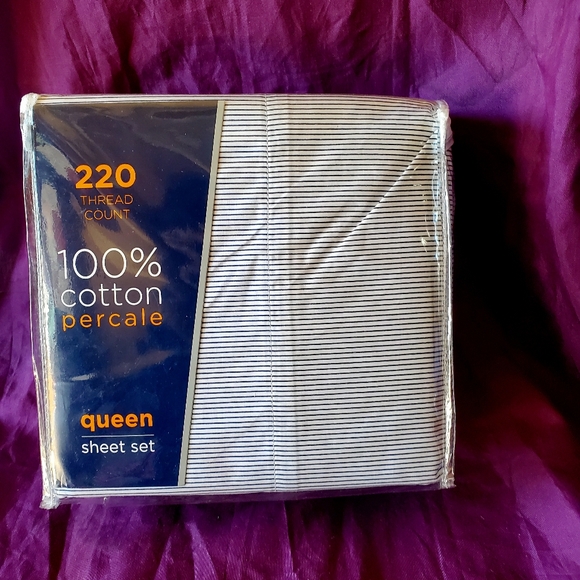 220
THREAD
COUNT
100%
cotton
percale
queen
sheet set